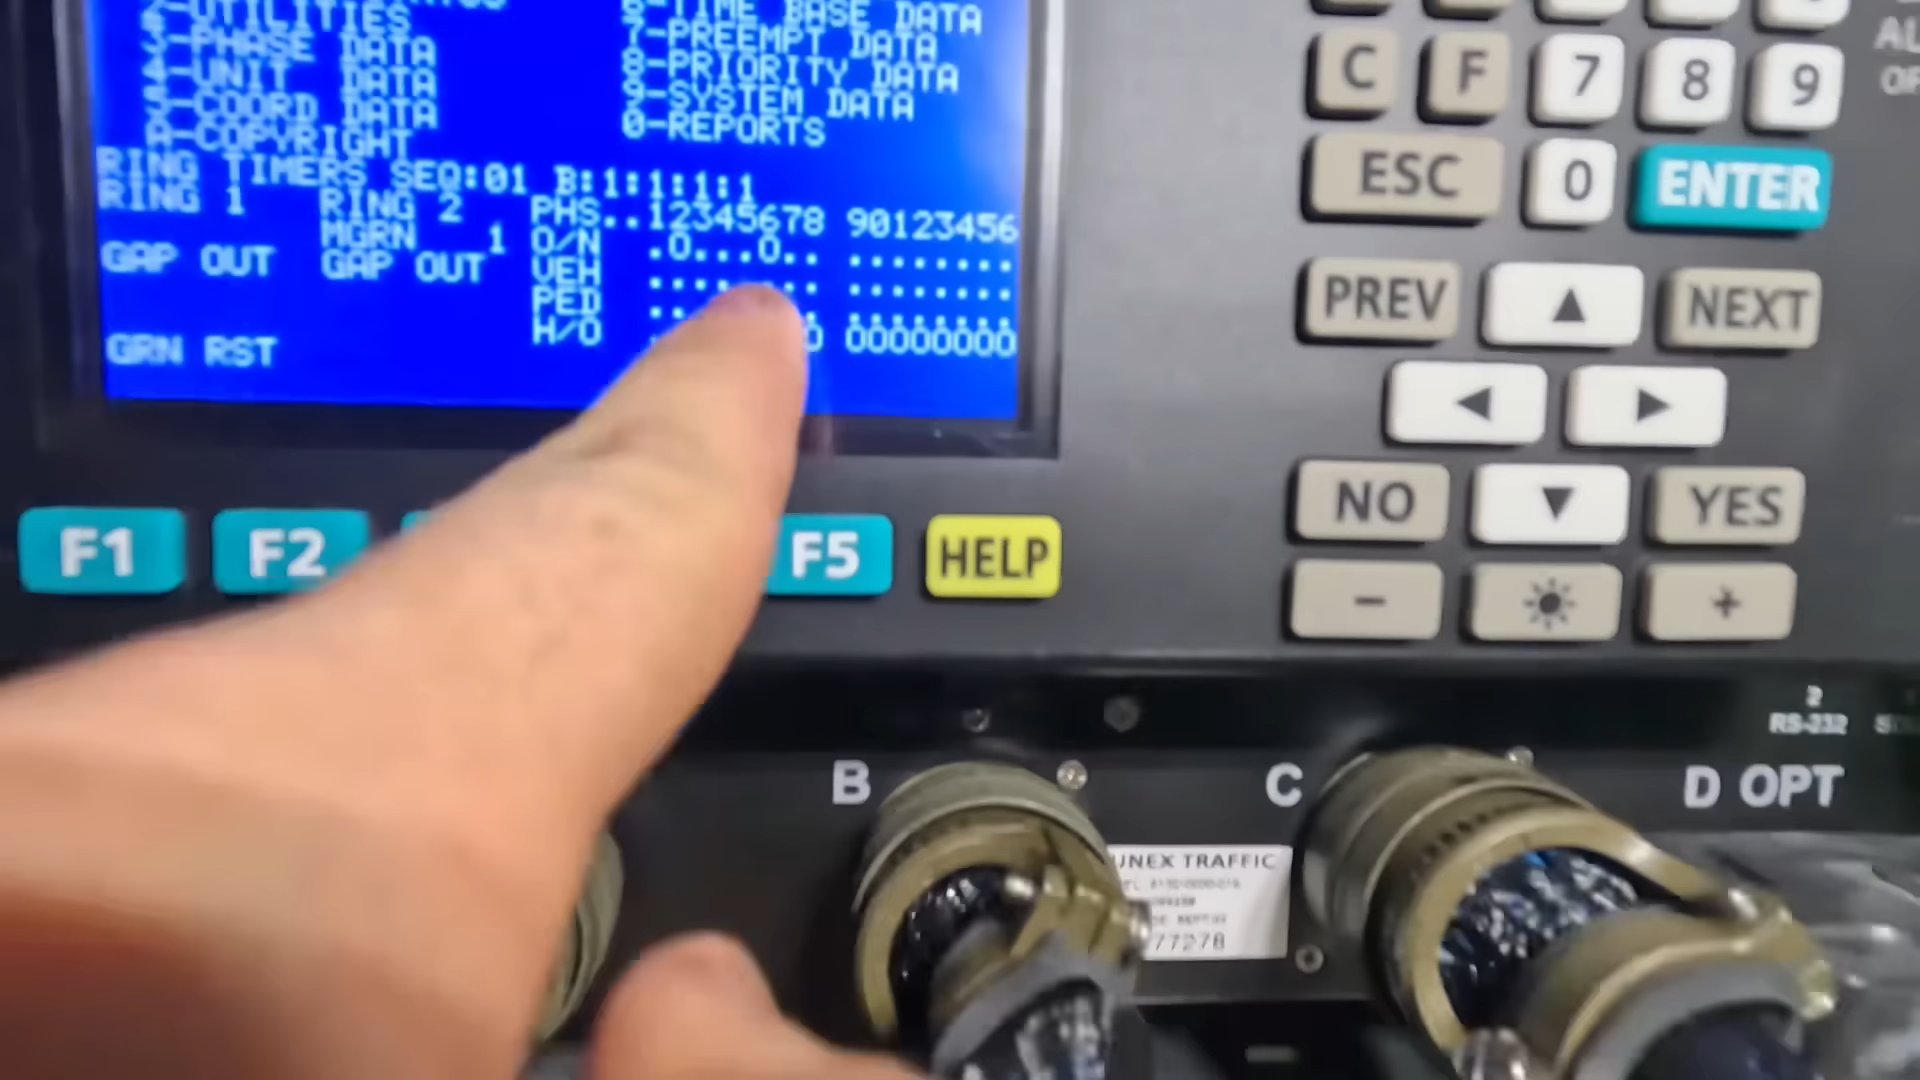 2-UTILITIES 6-TIME BASE DATA
3-PHASE DATA 7-PREEMPT DATA
4-UNIT DATA 8-PRIORITY DATA
5-COORD DATA 9-SYSTEM DATA
A-COPYRIGHT 0-REPORTS
RING TIMERS SEQ:01 B:1:1:1:1
RING 1 RING 2 PHS..12345678 90123456
MGRN 1 O/N .O...O.. ........
GAP OUT GAP OUT VEH ........ ........
PED .. ........
H/O . 0 00000000
GRN RST
C F 7 8 9
ESC 0 ENTER
PREV ▲ NEXT
◀ ▶
NO ▼ YES
- +
F1 F2 F5 HELP
2
RS-232
B C D OPT
UNEX TRAFFIC
77278